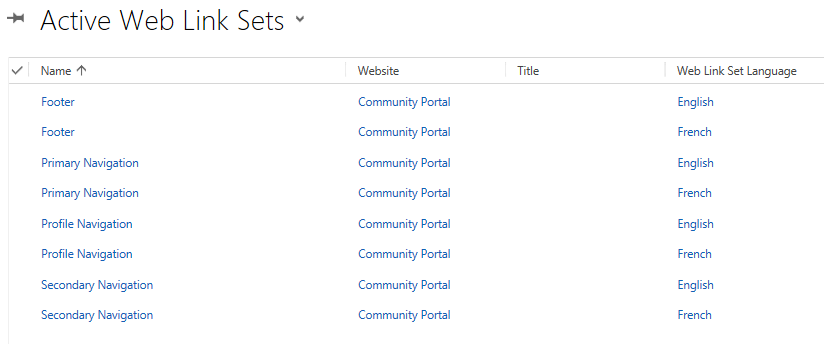 Active Web Link Sets
Name Website Title Web Link Set Language
Footer Community Portal English
Footer Community Portal French
Primary Navigation Community Portal English
Primary Navigation Community Portal French
Profile Navigation Community Portal English
Profile Navigation Community Portal French
Secondary Navigation Community Portal English
Secondary Navigation Community Portal French